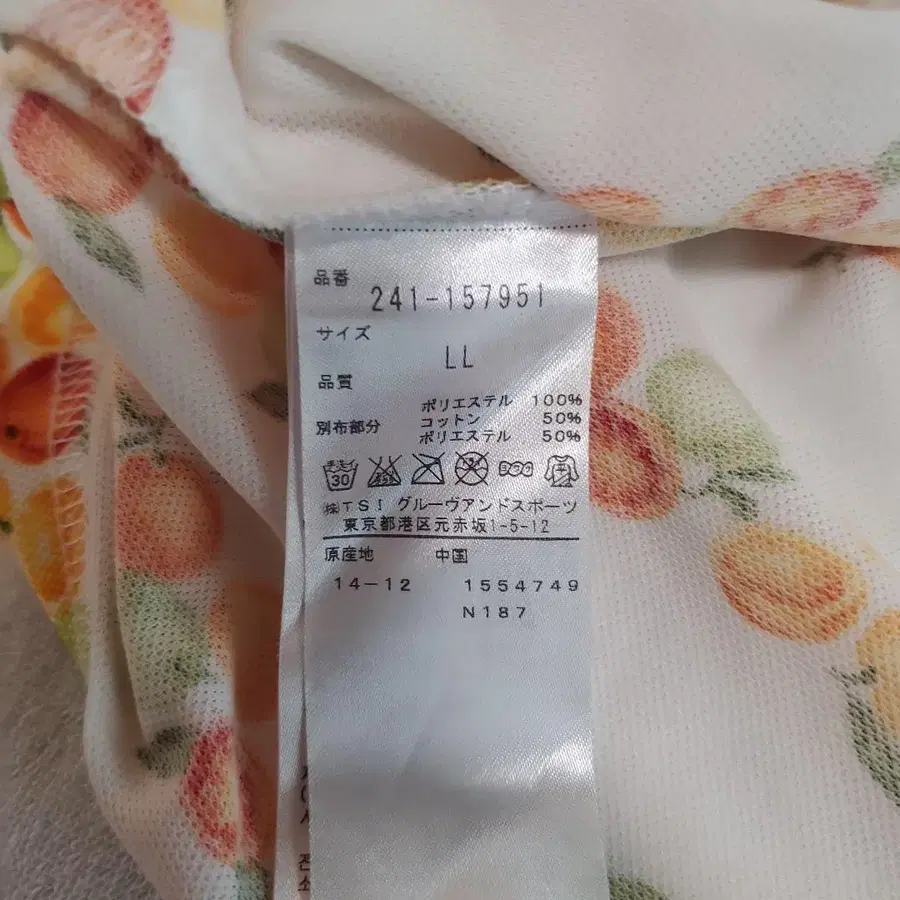 品番
241-157951
サイズ
LL
品質
ポリエステル 100%
別布部分 コットン 50%
ポリエステル 50%
30
㈱TSI グルーヴアンドスポーツ
東京都港区元赤坂1-5-12
原産地 中国
14-12 1554749
N187